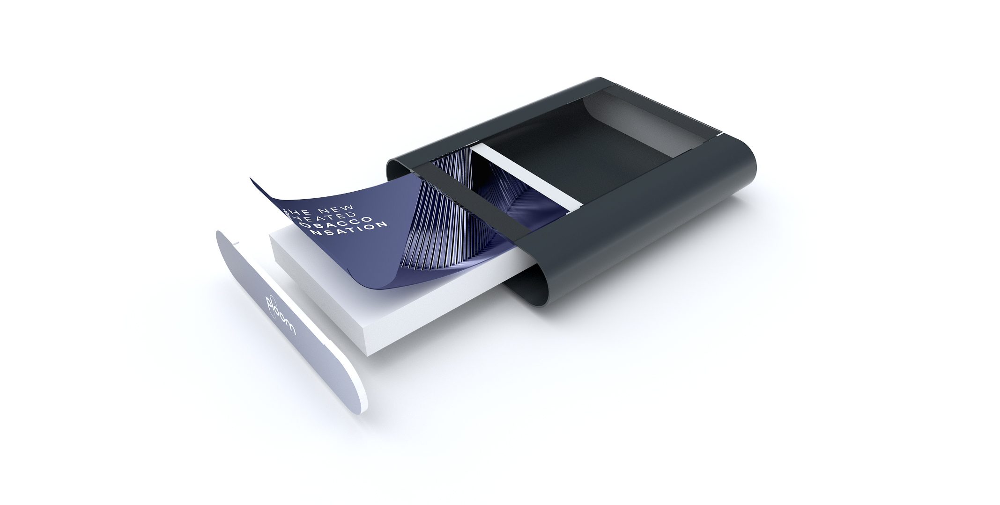 HE NEW
HEATED
OBACCO
NSATION
ploom